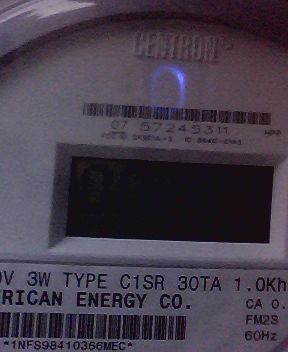 CENTRON
07 57245311
0V 3W TYPE C1SR 30TA 1.0Kh
RICAN ENERGY CO.
CA 0.
FM2S
60Hz
*1NFS98410366MEC*